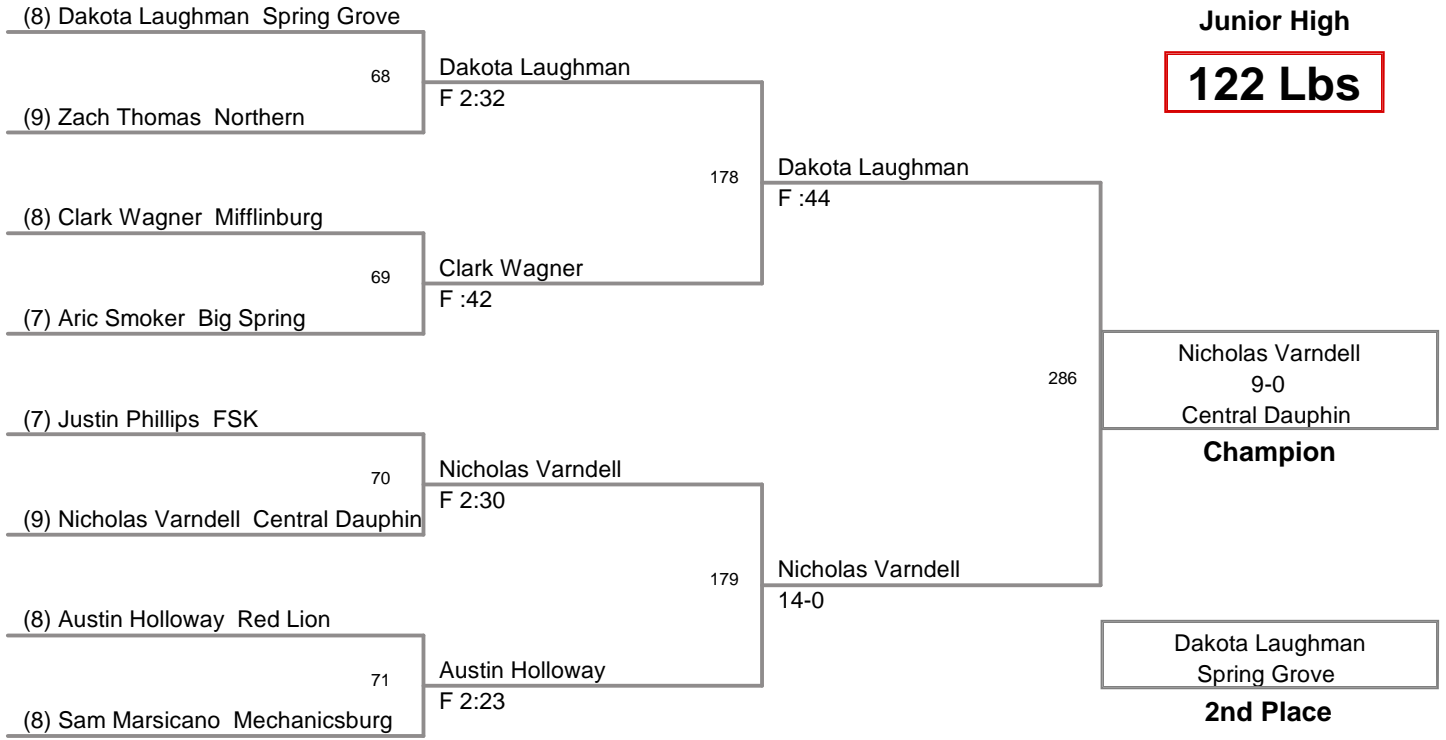 Junior High
122 Lbs
(8) Dakota Laughman Spring Grove
68
(9) Zach Thomas Northern
Dakota Laughman
F 2:32
(8) Clark Wagner Mifflinburg
69
(7) Aric Smoker Big Spring
Clark Wagner
F :42
178
Dakota Laughman
F :44
(7) Justin Phillips FSK
70
(9) Nicholas Varndell Central Dauphin
Nicholas Varndell
F 2:30
(8) Austin Holloway Red Lion
71
(8) Sam Marsicano Mechanicsburg
Austin Holloway
F 2:23
179
Nicholas Varndell
14-0
286
Nicholas Varndell
9-0
Central Dauphin
Champion
Dakota Laughman
Spring Grove
2nd Place